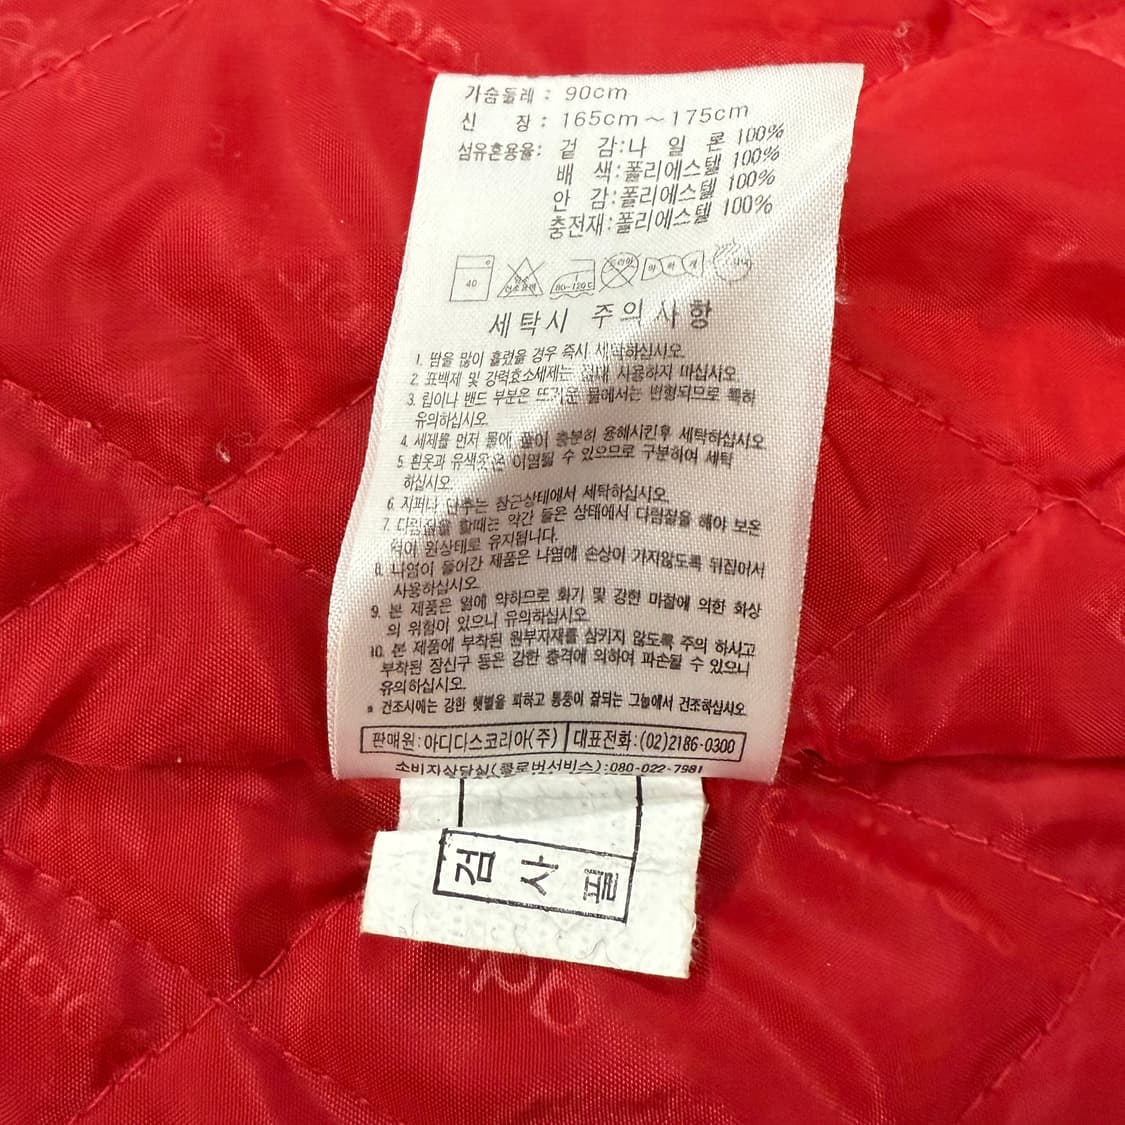 가슴둘레 : 90cm
신 장 : 165cm ~ 175cm
섬유혼용율: 겉 감:나 일 론 100%
배 색:폴리에스텔 100%
안 감:폴리에스텔 100%
충전재:폴리에스텔 100%
40
80~120℃
세탁시 주의사항
1. 땀을 많이 흘렸을 경우 즉시 세탁하십시오.
2. 표백제 및 강력효소세제는 절대 사용하지 마십시오
3. 립이나 밴드 부분은 뜨거운 물에서는 변형되므로 특히
유의하십시오.
4. 세제를 먼저 물에 풀어 충분히 용해시킨후 세탁하십시오
5. 흰옷과 유색옷은 이염될 수 있으므로 구분하여 세탁
하십시오.
6. 지퍼나 단추는 잠근상태에서 세탁하십시오.
7. 다림질을 할때는 약간 들은 상태에서 다림질을 해야 보온
력이 원상태로 유지됩니다.
8. 나염이 들어간 제품은 나염에 손상이 가지않도록 뒤집어서
사용하십시오.
9. 본 제품은 열에 약하므로 화기 및 강한 마찰에 의한 화상
의 위험이 있으니 유의하십시오
10. 본 제품에 부착된 원부자재를 삼키지 않도록 주의 하시고
부착된 장신구 등은 강한 충격에 의하여 파손될 수 있으니
유의하십시오.
* 건조시에는 강한 햇볕을 피하고 통풍이 잘되는 그늘에서 건조하십시오
판매원:아디다스코리아(주) 대표전화:(02)2186-0300
소비자상담실(클로버서비스):080-022-7981
검 사 필